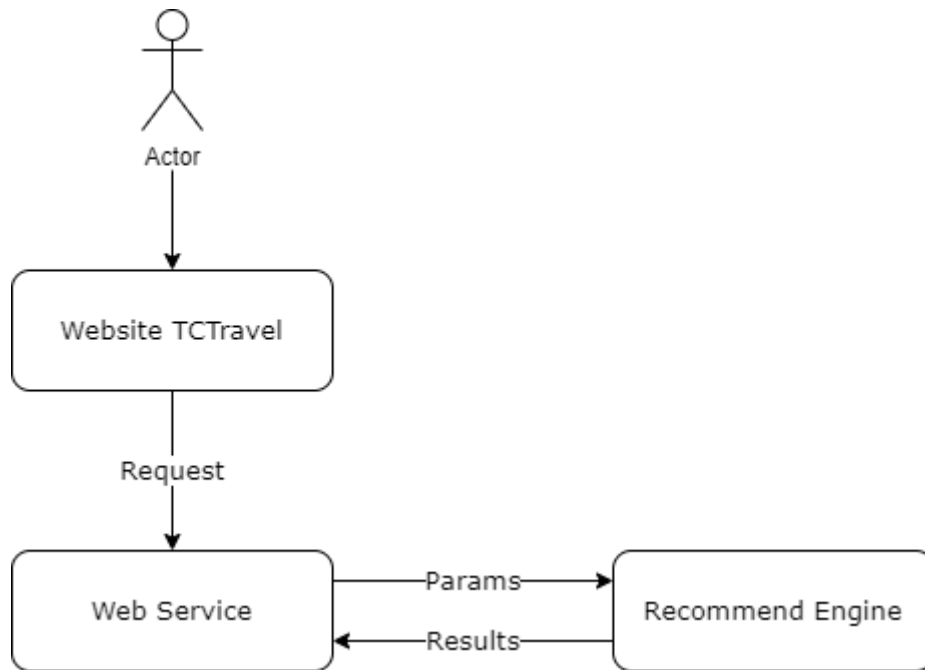 Actor
Website TCTravel
Request
Web Service
Params
Results
Recommend Engine